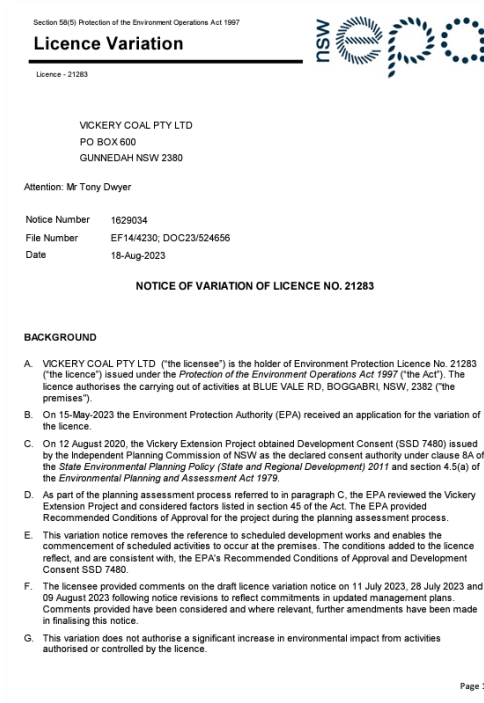 Section 58(5) Protection of the Environment Operations Act 1997
Licence Variation
Licence - 21283
nsw
epa
VICKERY COAL PTY LTD
PO BOX 600
GUNNEDAH NSW 2380
Attention: Mr Tony Dwyer
Notice Number 1629034
File Number EF14/4230; DOC23/524656
Date 18-Aug-2023
NOTICE OF VARIATION OF LICENCE NO. 21283
BACKGROUND
A. VICKERY COAL PTY LTD ("the licensee") is the holder of Environment Protection Licence No. 21283
("the licence") issued under the Protection of the Environment Operations Act 1997 ("the Act"). The
licence authorises the carrying out of activities at BLUE VALE RD, BOGGABRI, NSW, 2382 ("the
premises").
B. On 15-May-2023 the Environment Protection Authority (EPA) received an application for the variation of
the licence.
C. On 12 August 2020, the Vickery Extension Project obtained Development Consent (SSD 7480) issued
by the Independent Planning Commission of NSW as the declared consent authority under clause 8A of
the State Environmental Planning Policy (State and Regional Development) 2011 and section 4.5(a) of
the Environmental Planning and Assessment Act 1979.
D. As part of the planning assessment process referred to in paragraph C, the EPA reviewed the Vickery
Extension Project and considered factors listed in section 45 of the Act. The EPA provided
Recommended Conditions of Approval for the project during the planning assessment process.
E. This variation notice removes the reference to scheduled development works and enables the
commencement of scheduled activities to occur at the premises. The conditions added to the licence
reflect, and are consistent with, the EPA's Recommended Conditions of Approval and Development
Consent SSD 7480.
F. The licensee provided comments on the draft licence variation notice on 11 July 2023, 28 July 2023 and
09 August 2023 following notice revisions to reflect commitments in updated management plans.
Comments provided have been considered and where relevant, further amendments have been made
in finalising this notice.
G. This variation does not authorise a significant increase in environmental impact from activities
authorised or controlled by the licence.
Page 1